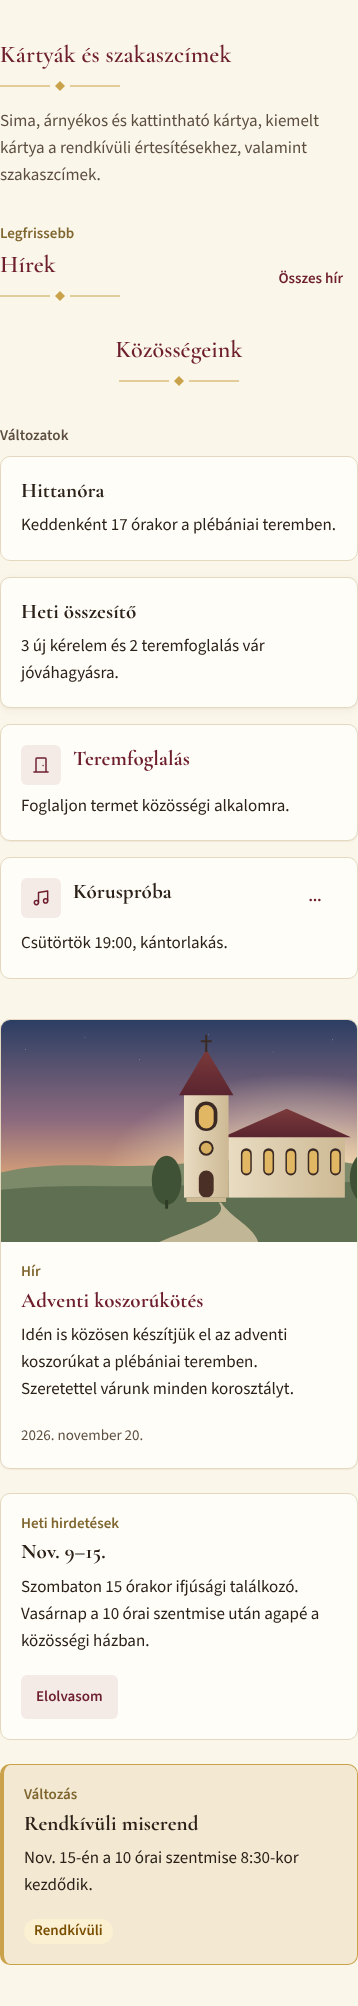 Kártyák és szakaszcímek
Sima, árnyékos és kattintható kártya, kiemelt
kártya a rendkívüli értesítésekhez, valamint
szakaszcímek.
Legfrissebb
Hírek
Összes hír
Közösségeink
Változatok
Hittanóra
Keddenként 17 órakor a plébániai teremben.
Heti összesítő
3 új kérelem és 2 teremfoglalás vár
jóváhagyásra.
Teremfoglalás
Foglaljon termet közösségi alkalomra.
Kóruspróba
...
Csütörtök 19:00, kántorlakás.
Hír
Adventi koszorúkötés
Idén is közösen készítjük el az adventi
koszorúkat a plébániai teremben.
Szeretettel várunk minden korosztályt.
2026. november 20.
Heti hirdetések
Nov. 9–15.
Szombaton 15 órakor ifjúsági találkozó.
Vasárnap a 10 órai szentmise után agapé a
közösségi házban.
Elolvasom
Változás
Rendkívüli miserend
Nov. 15-én a 10 órai szentmise 8:30-kor
kezdődik.
Rendkívüli